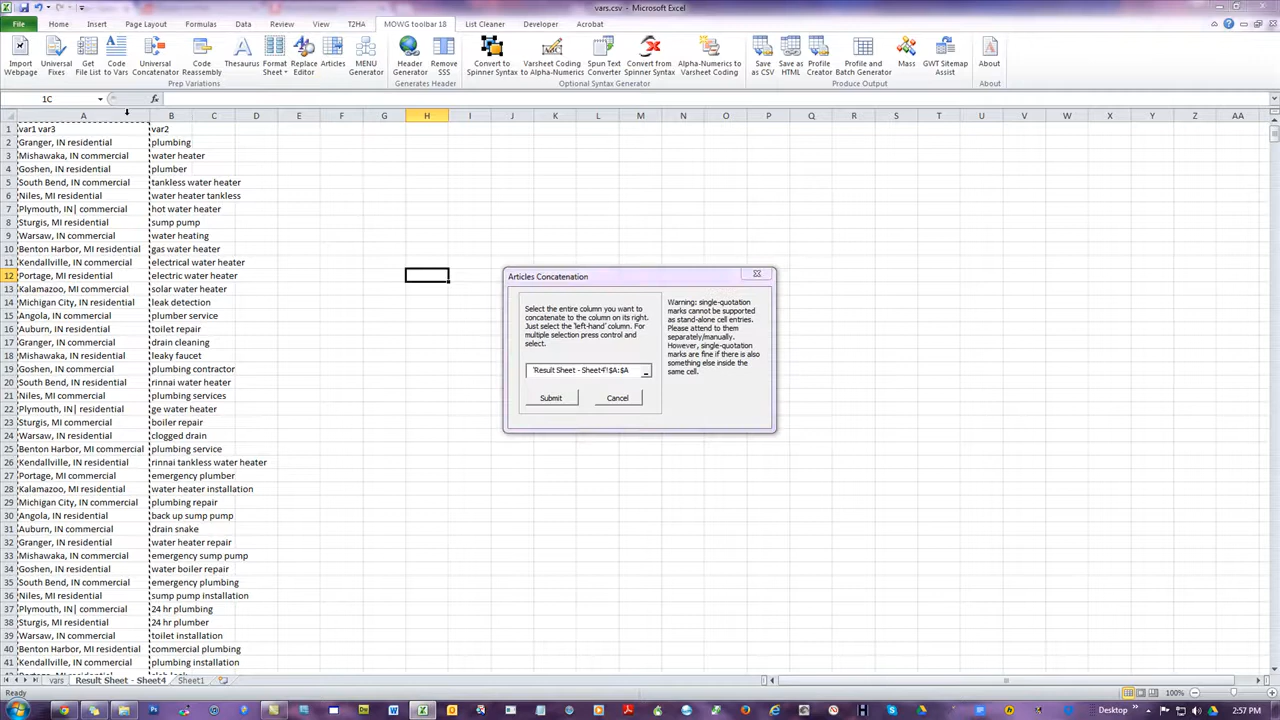 vars.csv - Microsoft Excel
File Home Insert Page Layout Formulas Data Review View T2HA MOWG toolbar 18 List Cleaner Developer Acrobat
Import Webpage
Universal Fixes
Get File List
Code to Vars
Universal Concatenator
Code Reassembly
Thesaurus
Format Sheet
Replace Editor
Articles
MENU Generator
Header Generator
Remove SSS
Convert to Spinner Syntax
Varsheet Coding to Alpha-Numerics
Spun Text Converter
Convert from Spinner Syntax
Alpha-Numerics to Varsheet Coding
Save as CSV
Save as HTML
Profile Creator
Profile and Batch Generator
Mass
GWT Sitemap Assist
About
Prep Variations Generates Header Optional Syntax Generator Produce Output About
1C fx
A B C D E F G H I J K L M N O P Q R S T U V W X Y Z AA
1 var1 var3 var2
2 Granger, IN residential plumbing
3 Mishawaka, IN commercial water heater
4 Goshen, IN residential plumber
5 South Bend, IN commercial tankless water heater
6 Niles, MI residential water heater tankless
7 Plymouth, IN| commercial hot water heater
8 Sturgis, MI residential sump pump
9 Warsaw, IN commercial water heating
10 Benton Harbor, MI residential gas water heater
11 Kendallville, IN commercial electrical water heater
12 Portage, MI residential electric water heater
13 Kalamazoo, MI commercial solar water heater
14 Michigan City, IN residential leak detection
15 Angola, IN commercial plumber service
16 Auburn, IN residential toilet repair
17 Granger, IN commercial drain cleaning
18 Mishawaka, IN residential leaky faucet
19 Goshen, IN commercial plumbing contractor
20 South Bend, IN residential rinnai water heater
21 Niles, MI commercial plumbing services
22 Plymouth, IN| residential ge water heater
23 Sturgis, MI commercial boiler repair
24 Warsaw, IN residential clogged drain
25 Benton Harbor, MI commercial plumbing service
26 Kendallville, IN residential rinnai tankless water heater
27 Portage, MI commercial emergency plumber
28 Kalamazoo, MI residential water heater installation
29 Michigan City, IN commercial plumbing repair
30 Angola, IN residential back up sump pump
31 Auburn, IN commercial drain snake
32 Granger, IN residential water heater repair
33 Mishawaka, IN commercial emergency sump pump
34 Goshen, IN residential water boiler repair
35 South Bend, IN commercial emergency plumbing
36 Niles, MI residential sump pump installation
37 Plymouth, IN| commercial 24 hr plumbing
38 Sturgis, MI residential 24 hr plumber
39 Warsaw, IN commercial toilet installation
40 Benton Harbor, MI residential commercial plumbing
41 Kendallville, IN commercial plumbing installation
Articles Concatenation
Select the entire column you want to
concatenate to the column on its right.
Just select the 'left-hand' column. For
multiple selection press control and
select.
'Result Sheet - Sheet4'!$A:$A
Submit Cancel
Warning: single-quotation
marks cannot be supported
as stand-alone cell entries.
Please attend to them
separately/manually.
However, single-quotation
marks are fine if there is also
something else inside the
same cell.
vars Result Sheet - Sheet4 Sheet1
Ready 100%
Desktop 2:57 PM